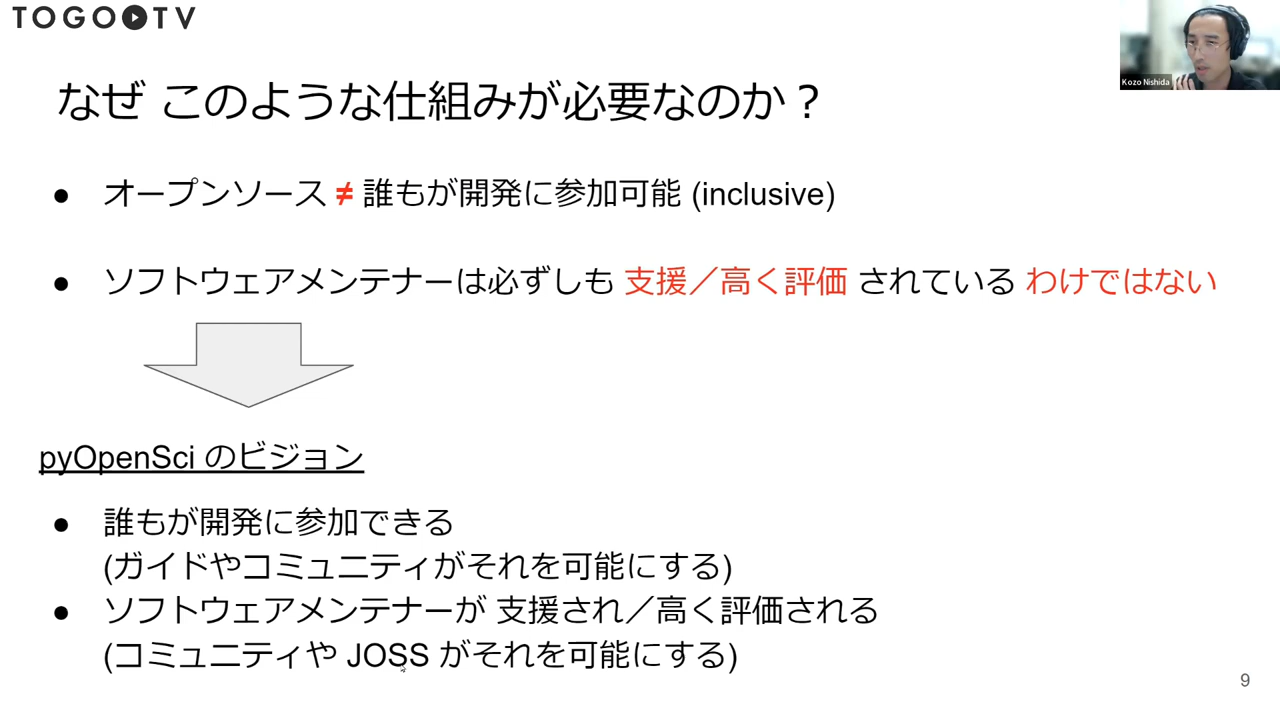 TOGO TV
Kozo Nishida
なぜ このような仕組みが必要なのか？
● オープンソース ≠ 誰もが開発に参加可能 (inclusive)
● ソフトウェアメンテナーは必ずしも 支援／高く評価 されている わけではない
pyOpenSci のビジョン
● 誰もが開発に参加できる
(ガイドやコミュニティがそれを可能にする)
● ソフトウェアメンテナーが 支援され／高く評価される
(コミュニティや JOSS がそれを可能にする)
9